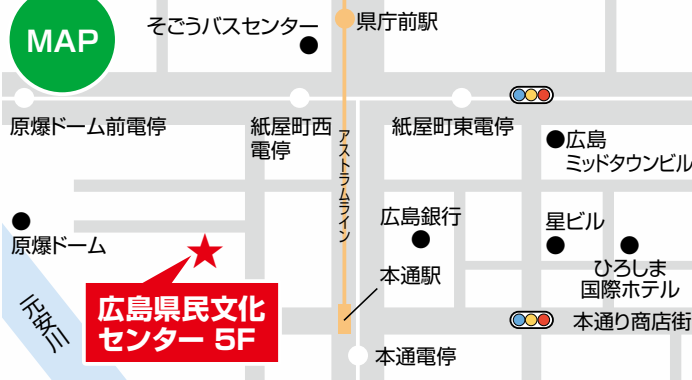 MAP
そごうバスセンター
県庁前駅
原爆ドーム前電停
紙屋町西
電停
アストラムライン
紙屋町東電停
広島
ミッドタウンビル
原爆ドーム
広島銀行
星ビル
ひろしま
国際ホテル
本通駅
元安川
広島県民文化
センター 5F
本通り商店街
本通電停